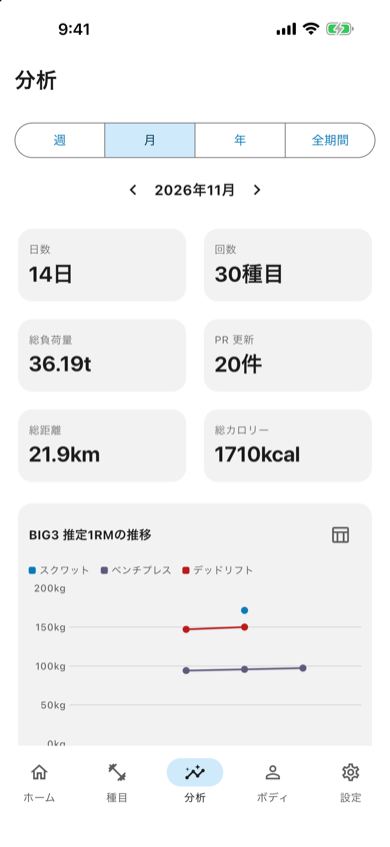 9:41
分析
週 月 年 全期間
2026年11月
日数 回数
14日 30種目
総負荷量 PR 更新
36.19t 20件
総距離 総カロリー
21.9km 1710kcal
BIG3 推定1RMの推移
スクワット ベンチプレス デッドリフト
200kg
150kg
100kg
50kg
0kg
ホーム 種目 分析 ボディ 設定